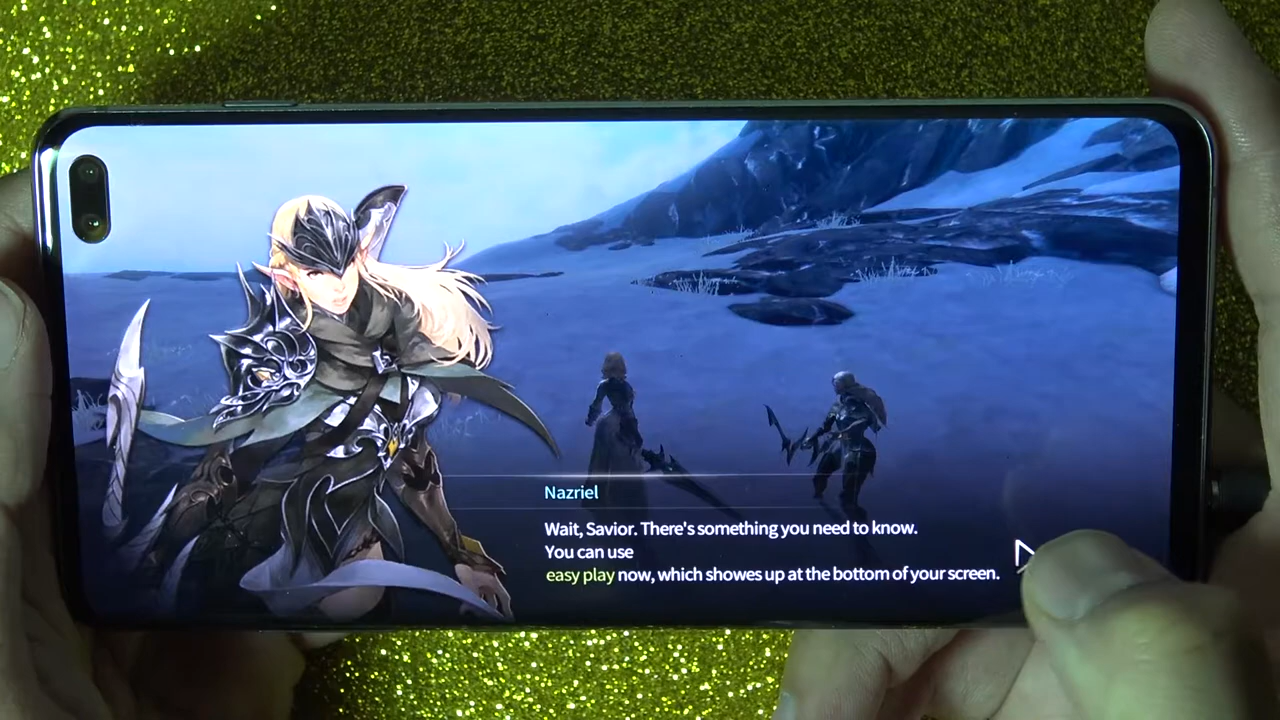 Nazriel
Wait, Savior. There's something you need to know.
You can use
easy play now, which showes up at the bottom of your screen.